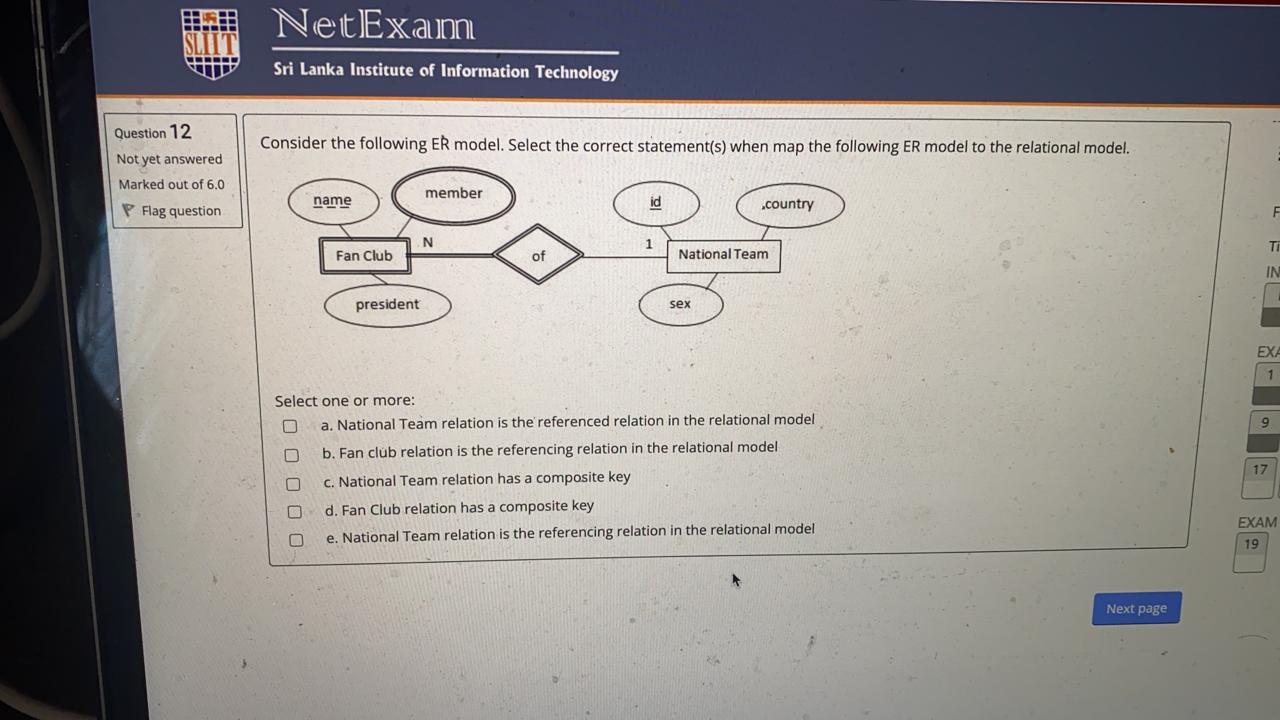 SLIIT
NetExam
Sri Lanka Institute of Information Technology
Question 12
Not yet answered
Marked out of 6.0
Flag question
Consider the following ER model. Select the correct statement(s) when map the following ER model to the relational model.
name
member
id
.country
N
1
Fan Club
of
National Team
president
sex
Select one or more:
a. National Team relation is the referenced relation in the relational model
b. Fan club relation is the referencing relation in the relational model
c. National Team relation has a composite key
d. Fan Club relation has a composite key
e. National Team relation is the referencing relation in the relational model
Next page
1
9
17
EXAM
19